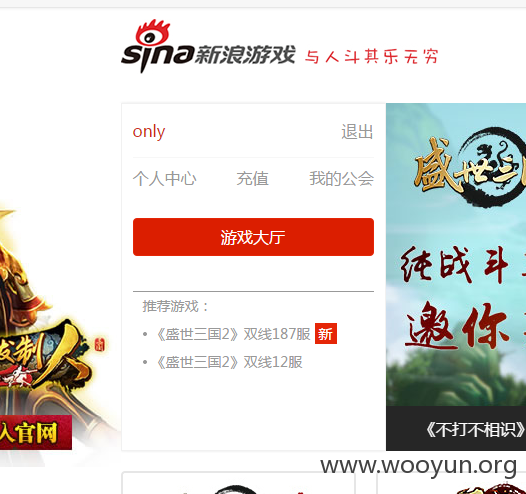 sina新浪游戏 与人斗其乐无穷
only 退出
个人中心 充值 我的公会
游戏大厅
推荐游戏：
• 《盛世三国2》双线187服 新
• 《盛世三国2》双线12服
盛世三国
纯战斗
邀你
制人
入官网
《不打不相识》
www.wooyun.org